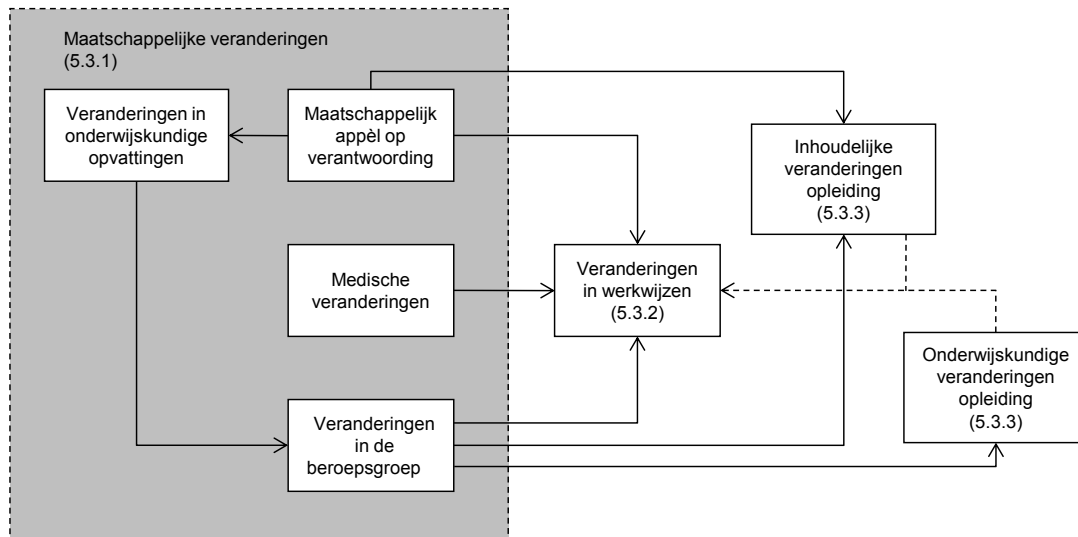 Maatschappelijke veranderingen
(5.3.1)
Veranderingen in
onderwijskundige
opvattingen
Maatschappelijk
appèl op
verantwoording
Inhoudelijke
veranderingen
opleiding
(5.3.3)
Medische
veranderingen
Veranderingen
in werkwijzen
(5.3.2)
Onderwijskundige
veranderingen
opleiding
(5.3.3)
Veranderingen
in de
beroepsgroep